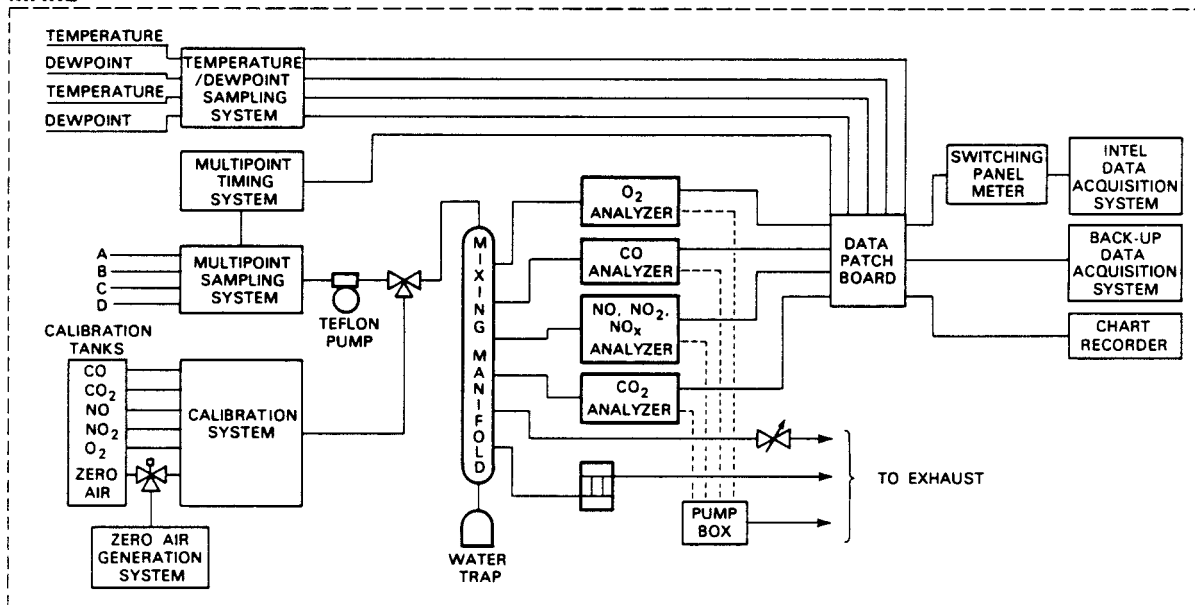 TEMPERATURE
DEWPOINT
TEMPERATURE
DEWPOINT
TEMPERATURE
/DEWPOINT
SAMPLING
SYSTEM
MULTIPOINT
TIMING
SYSTEM
A
B
C
D
MULTIPOINT
SAMPLING
SYSTEM
TEFLON
PUMP
CALIBRATION
TANKS
CO
CO2
NO
NO2
O2
ZERO
AIR
CALIBRATION
SYSTEM
ZERO AIR
GENERATION
SYSTEM
MIXING MANIFOLD
WATER
TRAP
O2
ANALYZER
CO
ANALYZER
NO, NO2,
NOx
ANALYZER
CO2
ANALYZER
PUMP
BOX
DATA
PATCH
BOARD
SWITCHING
PANEL
METER
INTEL
DATA
ACQUISITION
SYSTEM
BACK-UP
DATA
ACQUISITION
SYSTEM
CHART
RECORDER
TO EXHAUST